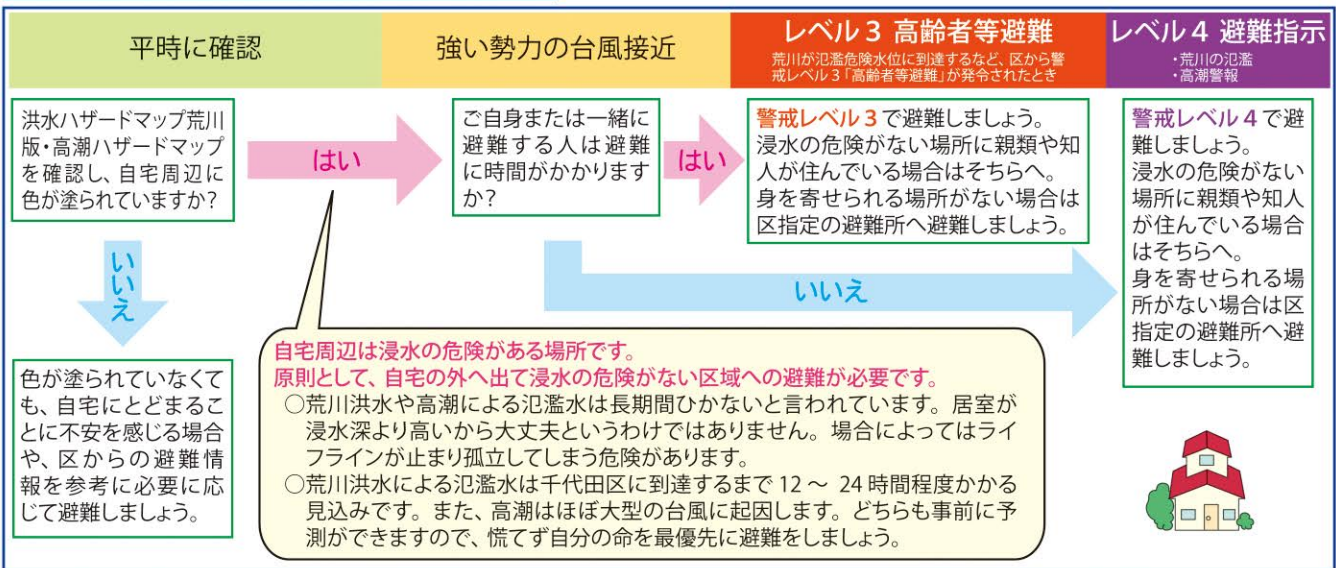 平時に確認
強い勢力の台風接近
レベル3 高齢者等避難
荒川が氾濫危険水位に到達するなど、区から警
戒レベル3「高齢者等避難」が発令されたとき
レベル4 避難指示
・荒川の氾濫
・高潮警報
洪水ハザードマップ荒川
版・高潮ハザードマップ
を確認し、自宅周辺に
色が塗られていますか?
はい
ご自身または一緒に
避難する人は避難
に時間がかかります
か?
はい
警戒レベル3で避難しましょう。
浸水の危険がない場所に親類や知
人が住んでいる場合はそちらへ。
身を寄せられる場所がない場合は
区指定の避難所へ避難しましょう。
警戒レベル4で避
難しましょう。
浸水の危険がない
場所に親類や知人
が住んでいる場合
はそちらへ。
身を寄せられる場
所がない場合は区
指定の避難所へ避
難しましょう。
いいえ
いいえ
色が塗られていなくて
も、自宅にとどまるこ
とに不安を感じる場合
や、区からの避難情
報を参考に必要に応
じて避難しましょう。
自宅周辺は浸水の危険がある場所です。
原則として、自宅の外へ出て浸水の危険がない区域への避難が必要です。
○荒川洪水や高潮による氾濫水は長期間ひかないと言われています。居室が
浸水深より高いから大丈夫というわけではありません。場合によってはライ
フラインが止まり孤立してしまう危険があります。
○荒川洪水による氾濫水は千代田区に到達するまで12～24時間程度かかる
見込みです。また、高潮はほぼ大型の台風に起因します。どちらも事前に予
測ができますので、慌てず自分の命を最優先に避難をしましょう。